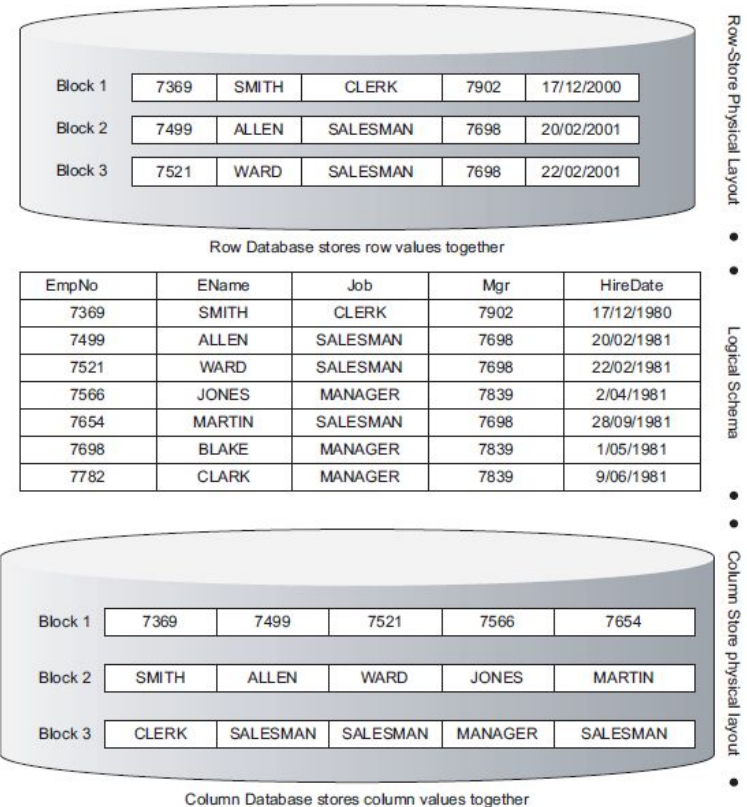 Row-Store Physical Layout
Block 1 7369 SMITH CLERK 7902 17/12/2000
Block 2 7499 ALLEN SALESMAN 7698 20/02/2001
Block 3 7521 WARD SALESMAN 7698 22/02/2001
Row Database stores row values together
Logical Schema
EmpNo EName Job Mgr HireDate
7369 SMITH CLERK 7902 17/12/1980
7499 ALLEN SALESMAN 7698 20/02/1981
7521 WARD SALESMAN 7698 22/02/1981
7566 JONES MANAGER 7839 2/04/1981
7654 MARTIN SALESMAN 7698 28/09/1981
7698 BLAKE MANAGER 7839 1/05/1981
7782 CLARK MANAGER 7839 9/06/1981
Column Store physical layout
Block 1 7369 7499 7521 7566 7654
Block 2 SMITH ALLEN WARD JONES MARTIN
Block 3 CLERK SALESMAN SALESMAN MANAGER SALESMAN
Column Database stores column values together